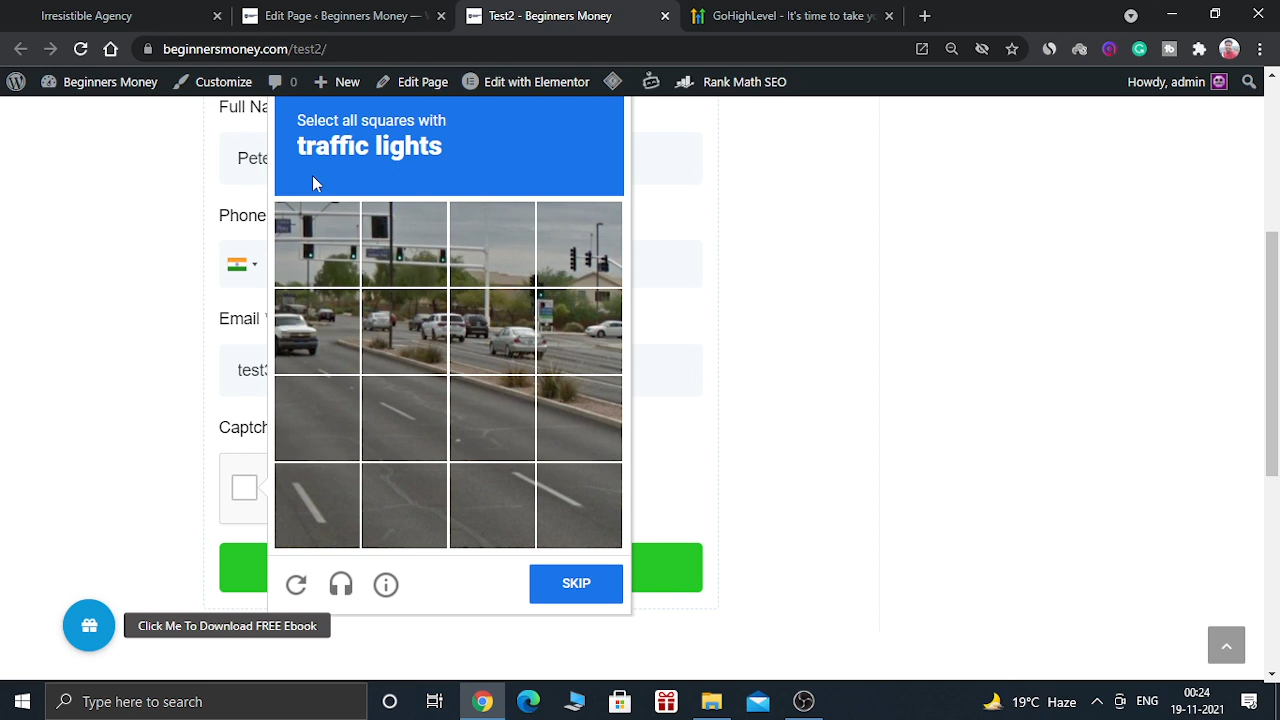 Irresistible Agency
Edit Page ‹ Beginners Money — W
Test2 - Beginners Money
GoHighLevel - It's time to take yo
beginnersmoney.com/test2/
Beginners Money
Customize
0
New
Edit Page
Edit with Elementor
Rank Math SEO
Howdy, admin
Full Na
Select all squares with
traffic lights
Pete
Phone
Email *
test3
Captch
SKIP
Click Me To Download FREE Ebook
Type here to search
19°C Haze
ENG
00:24
19-11-2021